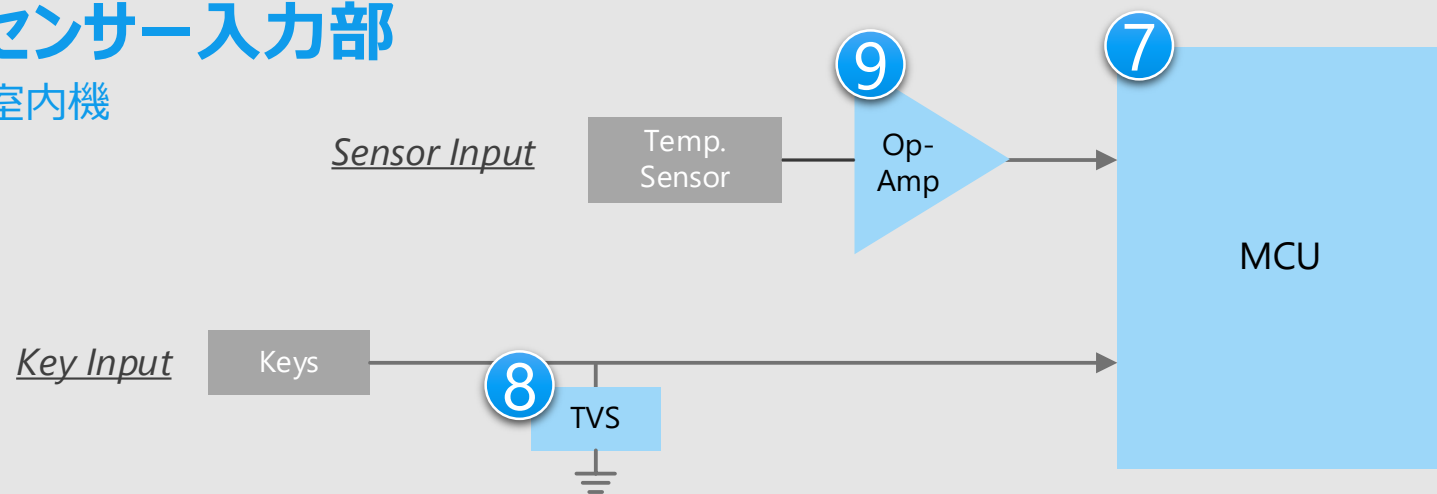 センサー入力部
室内機
9
7
Sensor Input
Temp.
Sensor
Op-
Amp
MCU
Key Input
Keys
8
TVS